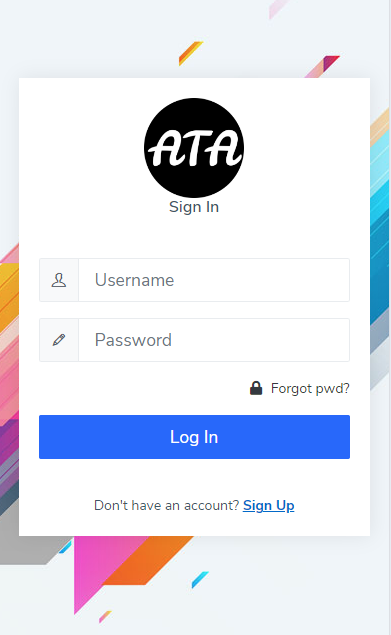 ATA
Sign In
Username
Password
Forgot pwd?
Log In
Don't have an account? Sign Up